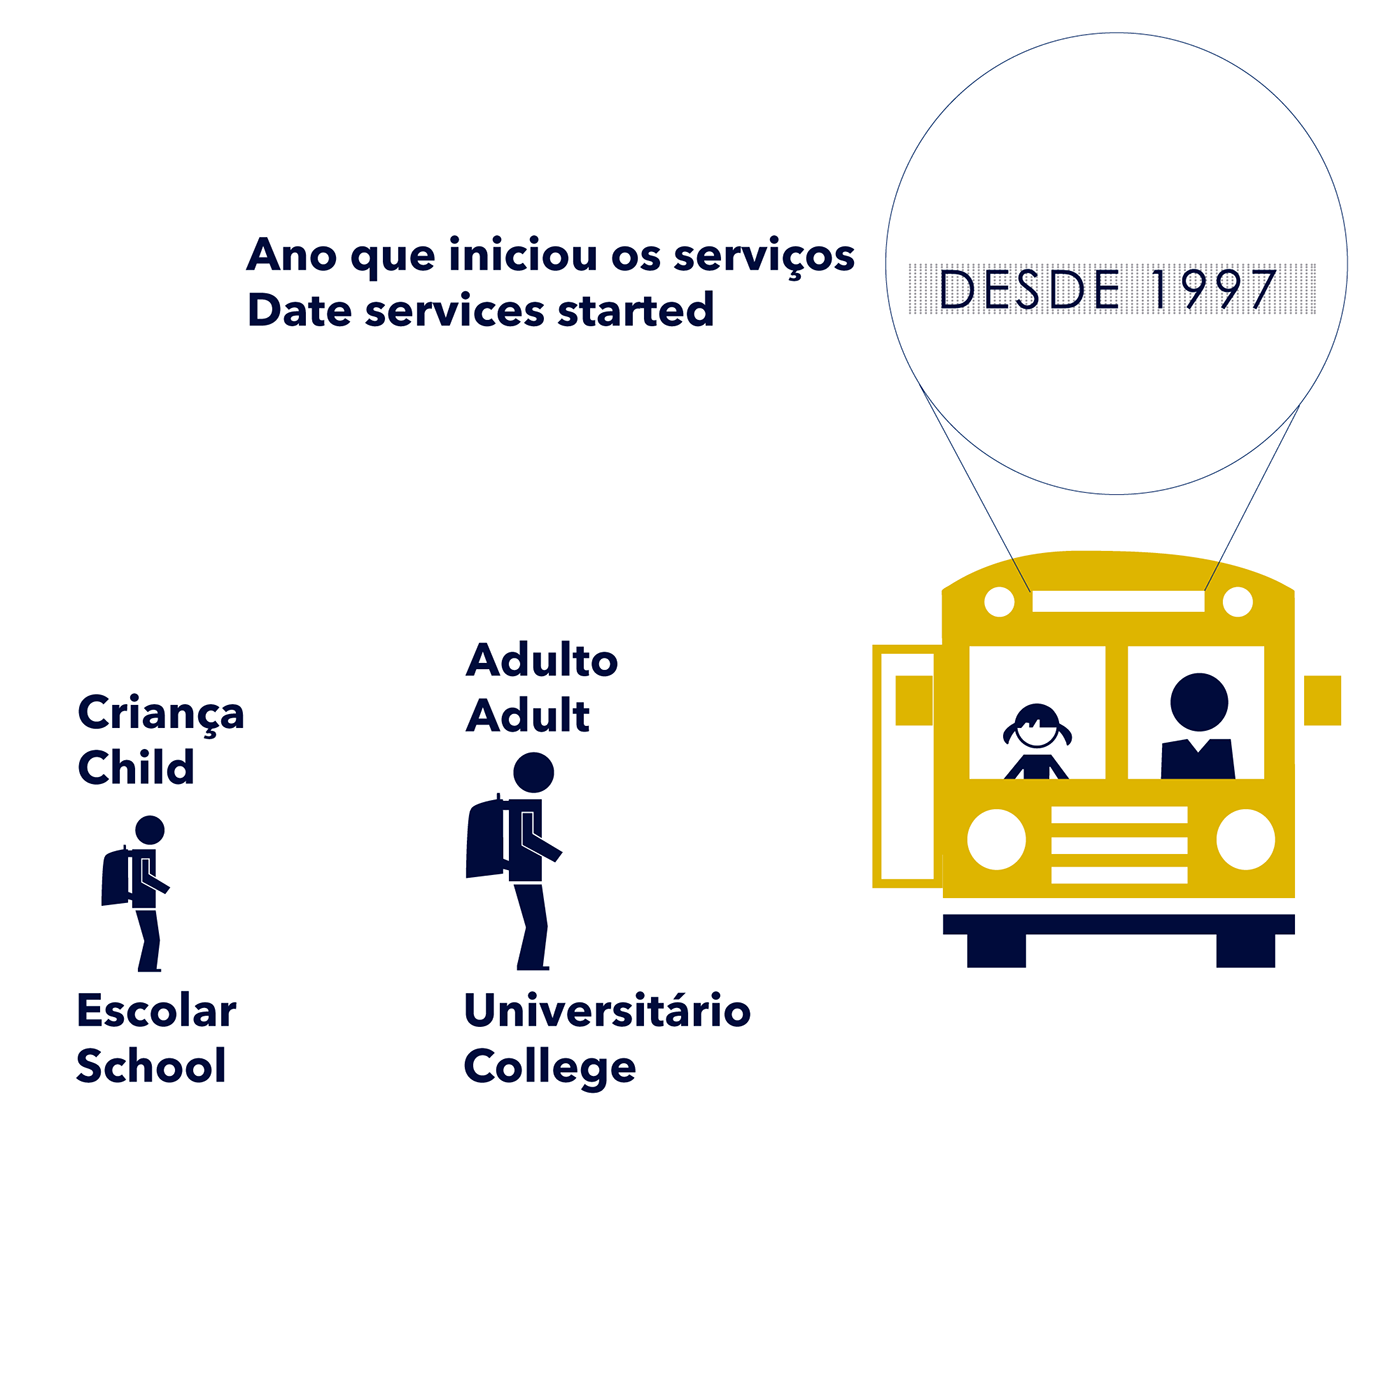 Ano que iniciou os serviços
Date services started
DESDE 1997
Adulto
Adult
Criança
Child
Escolar
School
Universitário
College